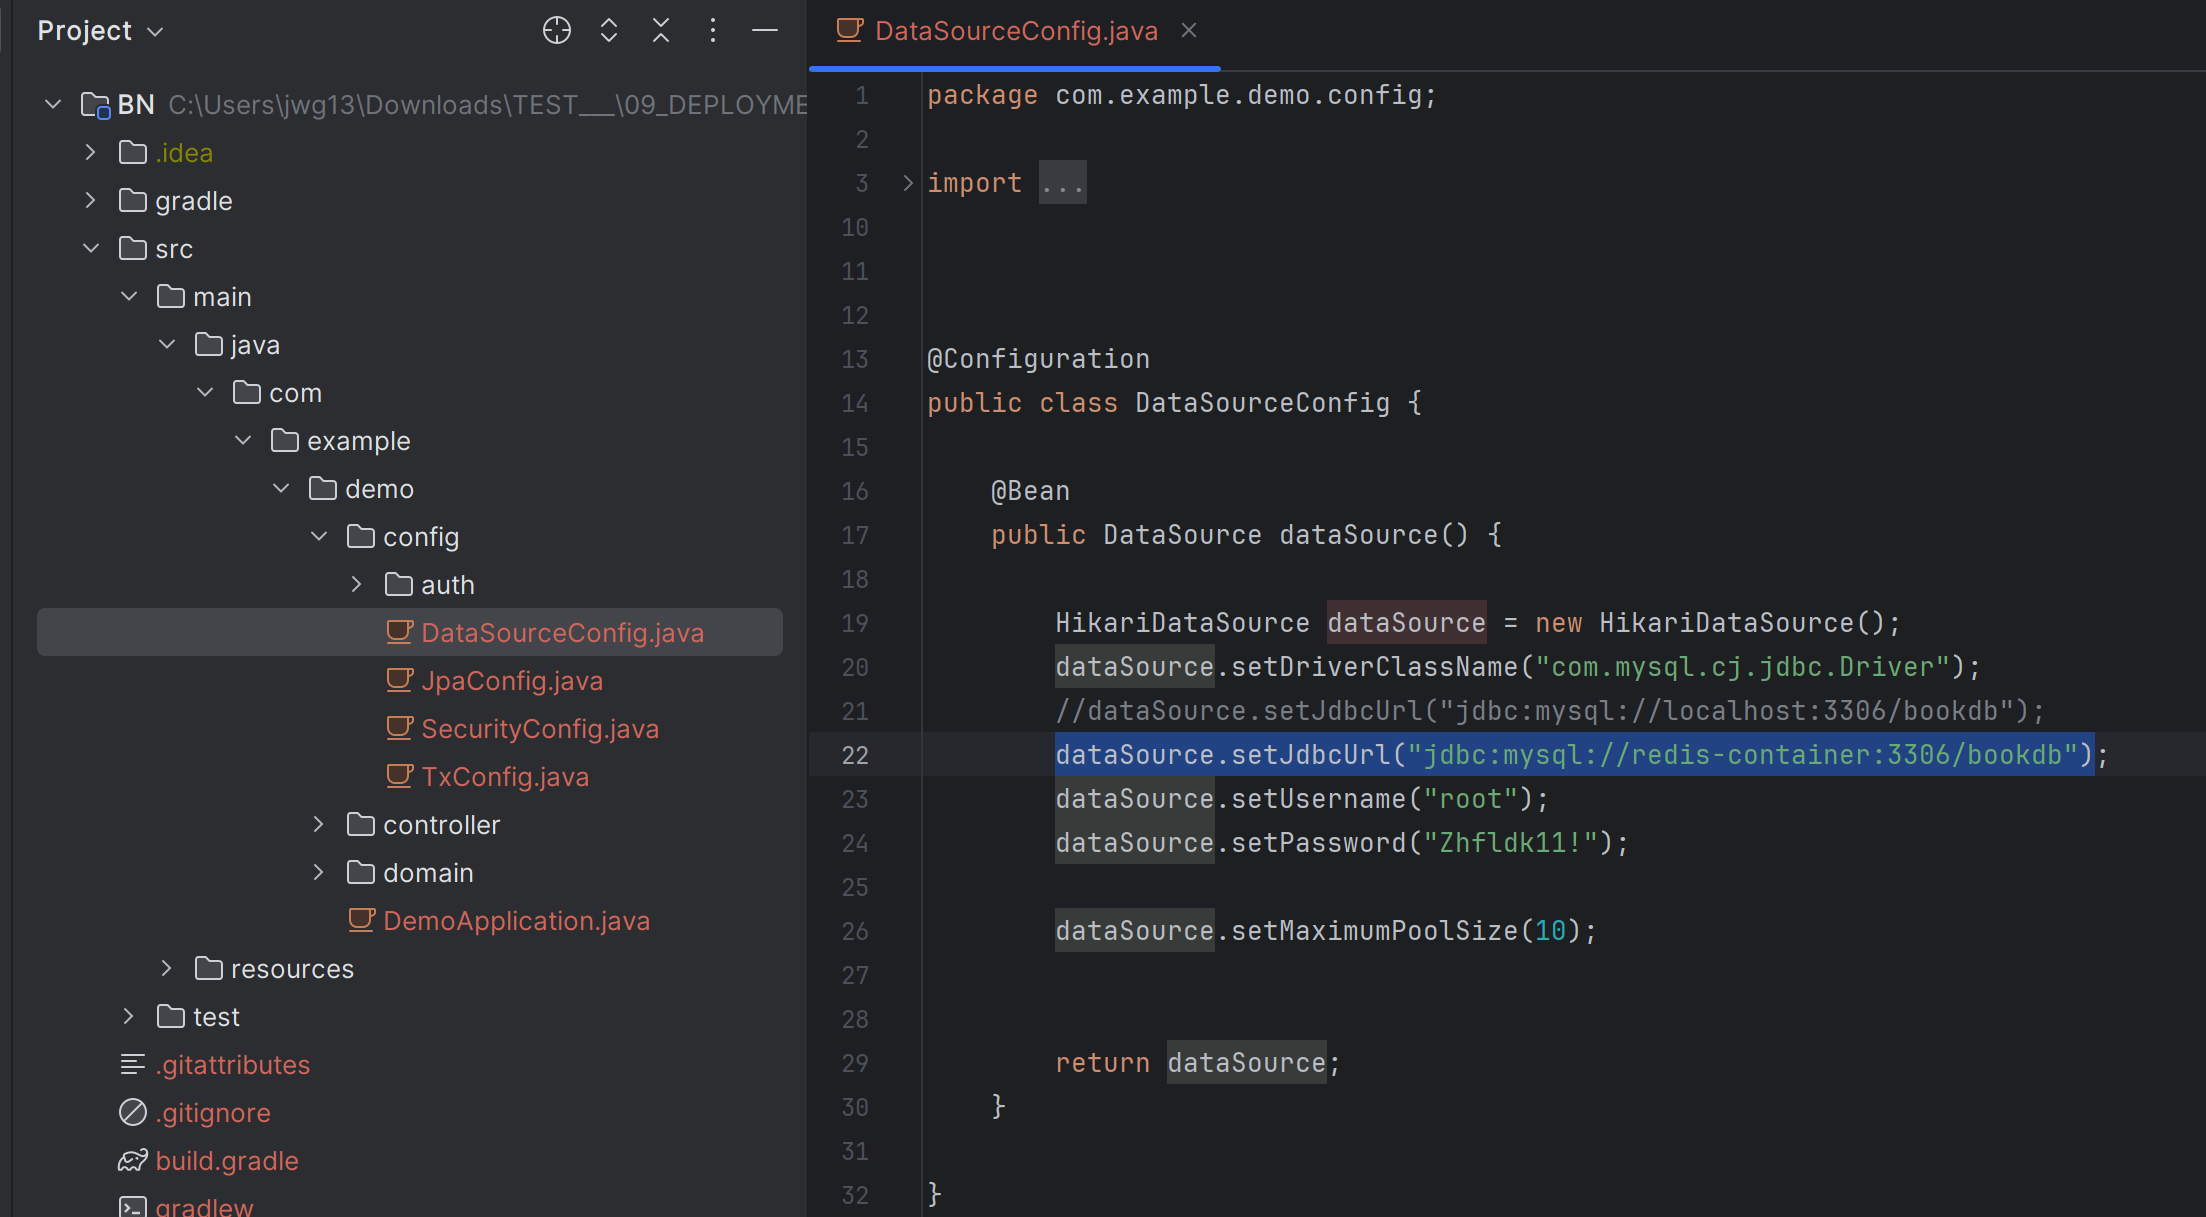 Project
BN C:\Users\jwg13\Downloads\TEST___\09_DEPLOYME
.idea
gradle
src
main
java
com
example
demo
config
auth
DataSourceConfig.java
JpaConfig.java
SecurityConfig.java
TxConfig.java
controller
domain
DemoApplication.java
resources
test
.gitattributes
.gitignore
build.gradle
gradlew
DataSourceConfig.java
1 package com.example.demo.config;
2
3 import ...
10
11
12
13 @Configuration
14 public class DataSourceConfig {
15
16 @Bean
17 public DataSource dataSource() {
18
19 HikariDataSource dataSource = new HikariDataSource();
20 dataSource.setDriverClassName("com.mysql.cj.jdbc.Driver");
21 //dataSource.setJdbcUrl("jdbc:mysql://localhost:3306/bookdb");
22 dataSource.setJdbcUrl("jdbc:mysql://redis-container:3306/bookdb");
23 dataSource.setUsername("root");
24 dataSource.setPassword("Zhfldk11!");
25
26 dataSource.setMaximumPoolSize(10);
27
28
29 return dataSource;
30 }
31
32 }